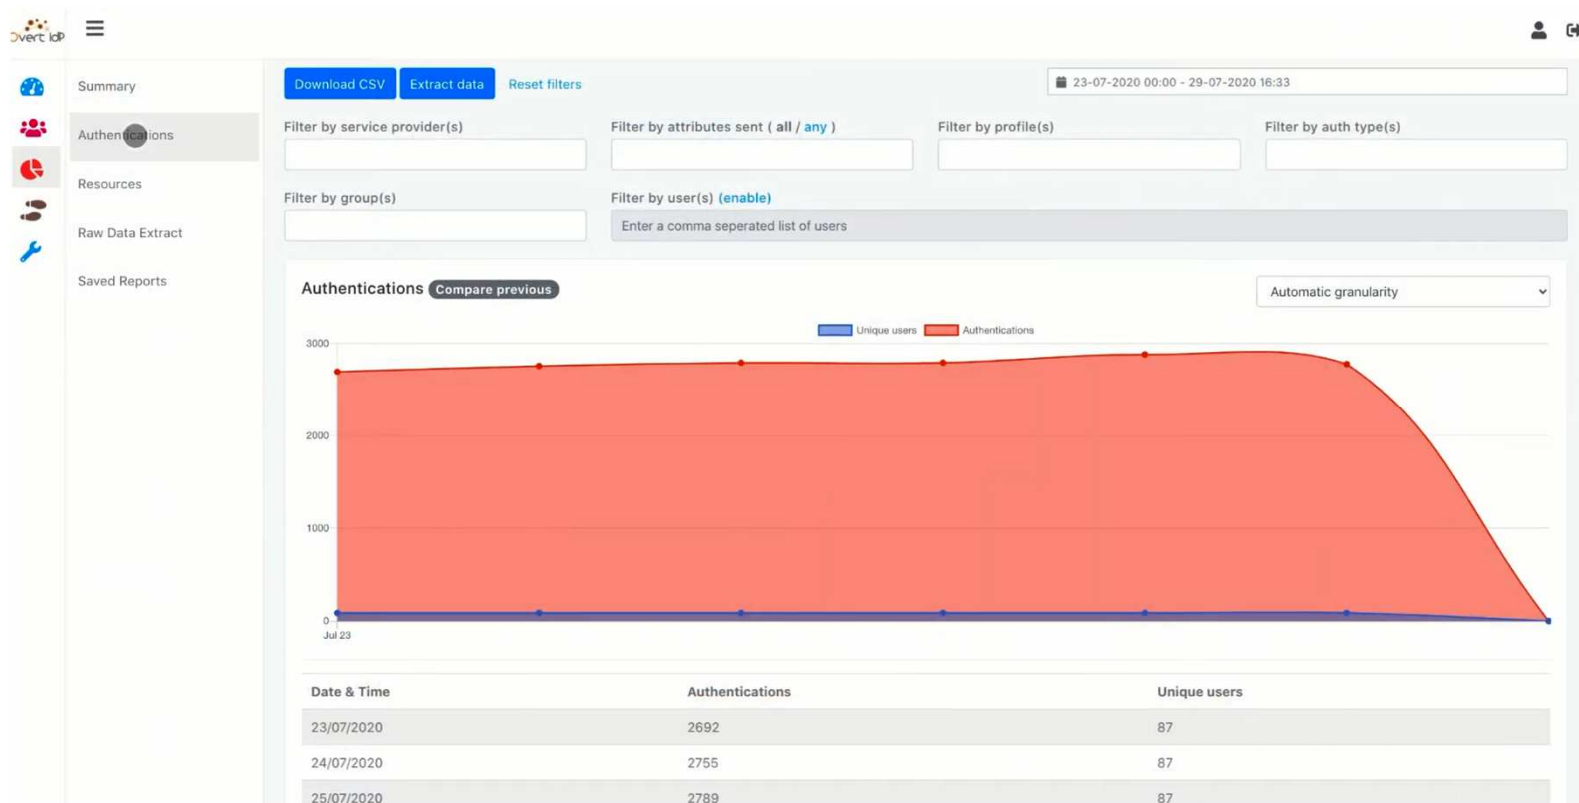 Overt IdP
Summary
Authentications
Resources
Raw Data Extract
Saved Reports
Download CSV Extract data Reset filters 23-07-2020 00:00 - 29-07-2020 16:33
Filter by service provider(s) Filter by attributes sent ( all / any ) Filter by profile(s) Filter by auth type(s)
Filter by group(s) Filter by user(s) (enable)
Enter a comma seperated list of users
Authentications Compare previous Automatic granularity
Unique users Authentications
3000
2000
1000
0
Jul 23
Date & Time Authentications Unique users
23/07/2020 2692 87
24/07/2020 2755 87
25/07/2020 2789 87